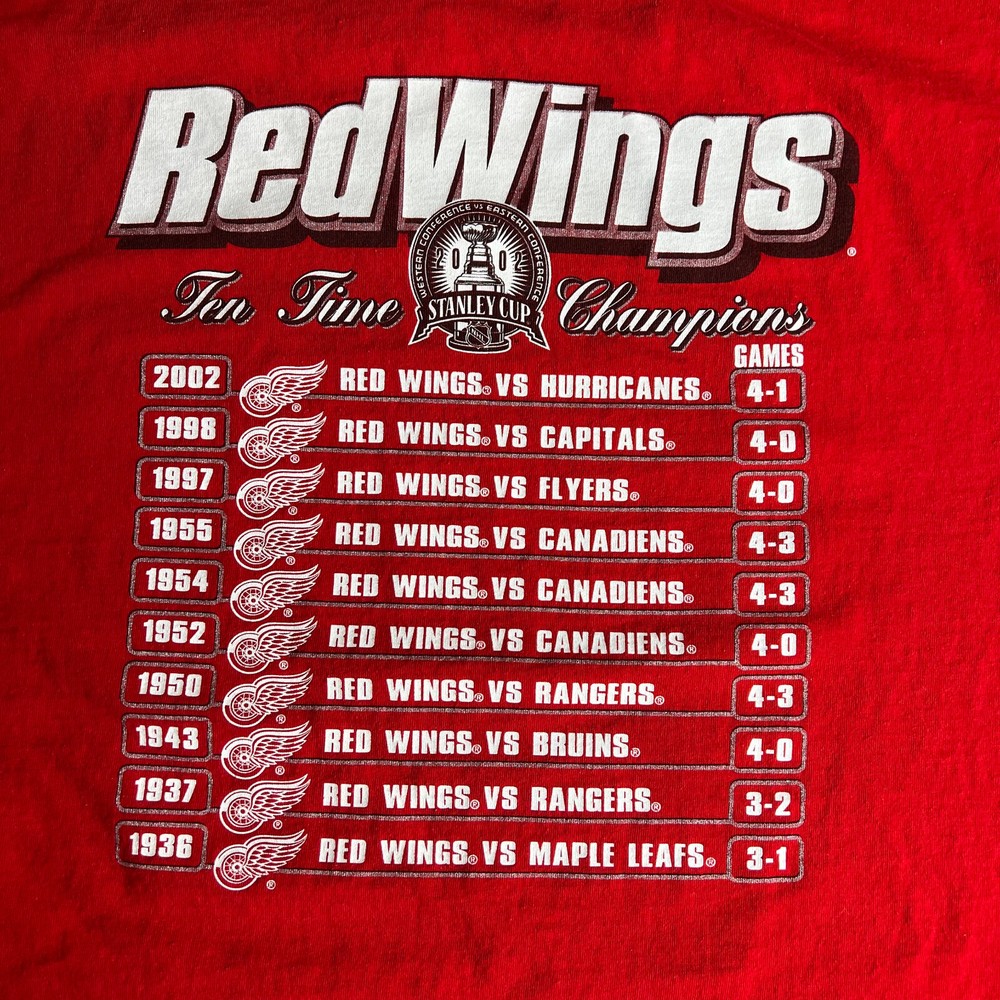 RedWings®
WESTERN CONFERENCE VS EASTERN CONFERENCE
STANLEY CUP
NHL
Ten Time Champions
GAMES
2002 RED WINGS® VS HURRICANES® 4-1
1998 RED WINGS® VS CAPITALS® 4-0
1997 RED WINGS® VS FLYERS® 4-0
1955 RED WINGS® VS CANADIENS® 4-3
1954 RED WINGS® VS CANADIENS® 4-3
1952 RED WINGS® VS CANADIENS® 4-0
1950 RED WINGS® VS RANGERS® 4-3
1943 RED WINGS® VS BRUINS® 4-0
1937 RED WINGS® VS RANGERS® 3-2
1936 RED WINGS® VS MAPLE LEAFS® 3-1